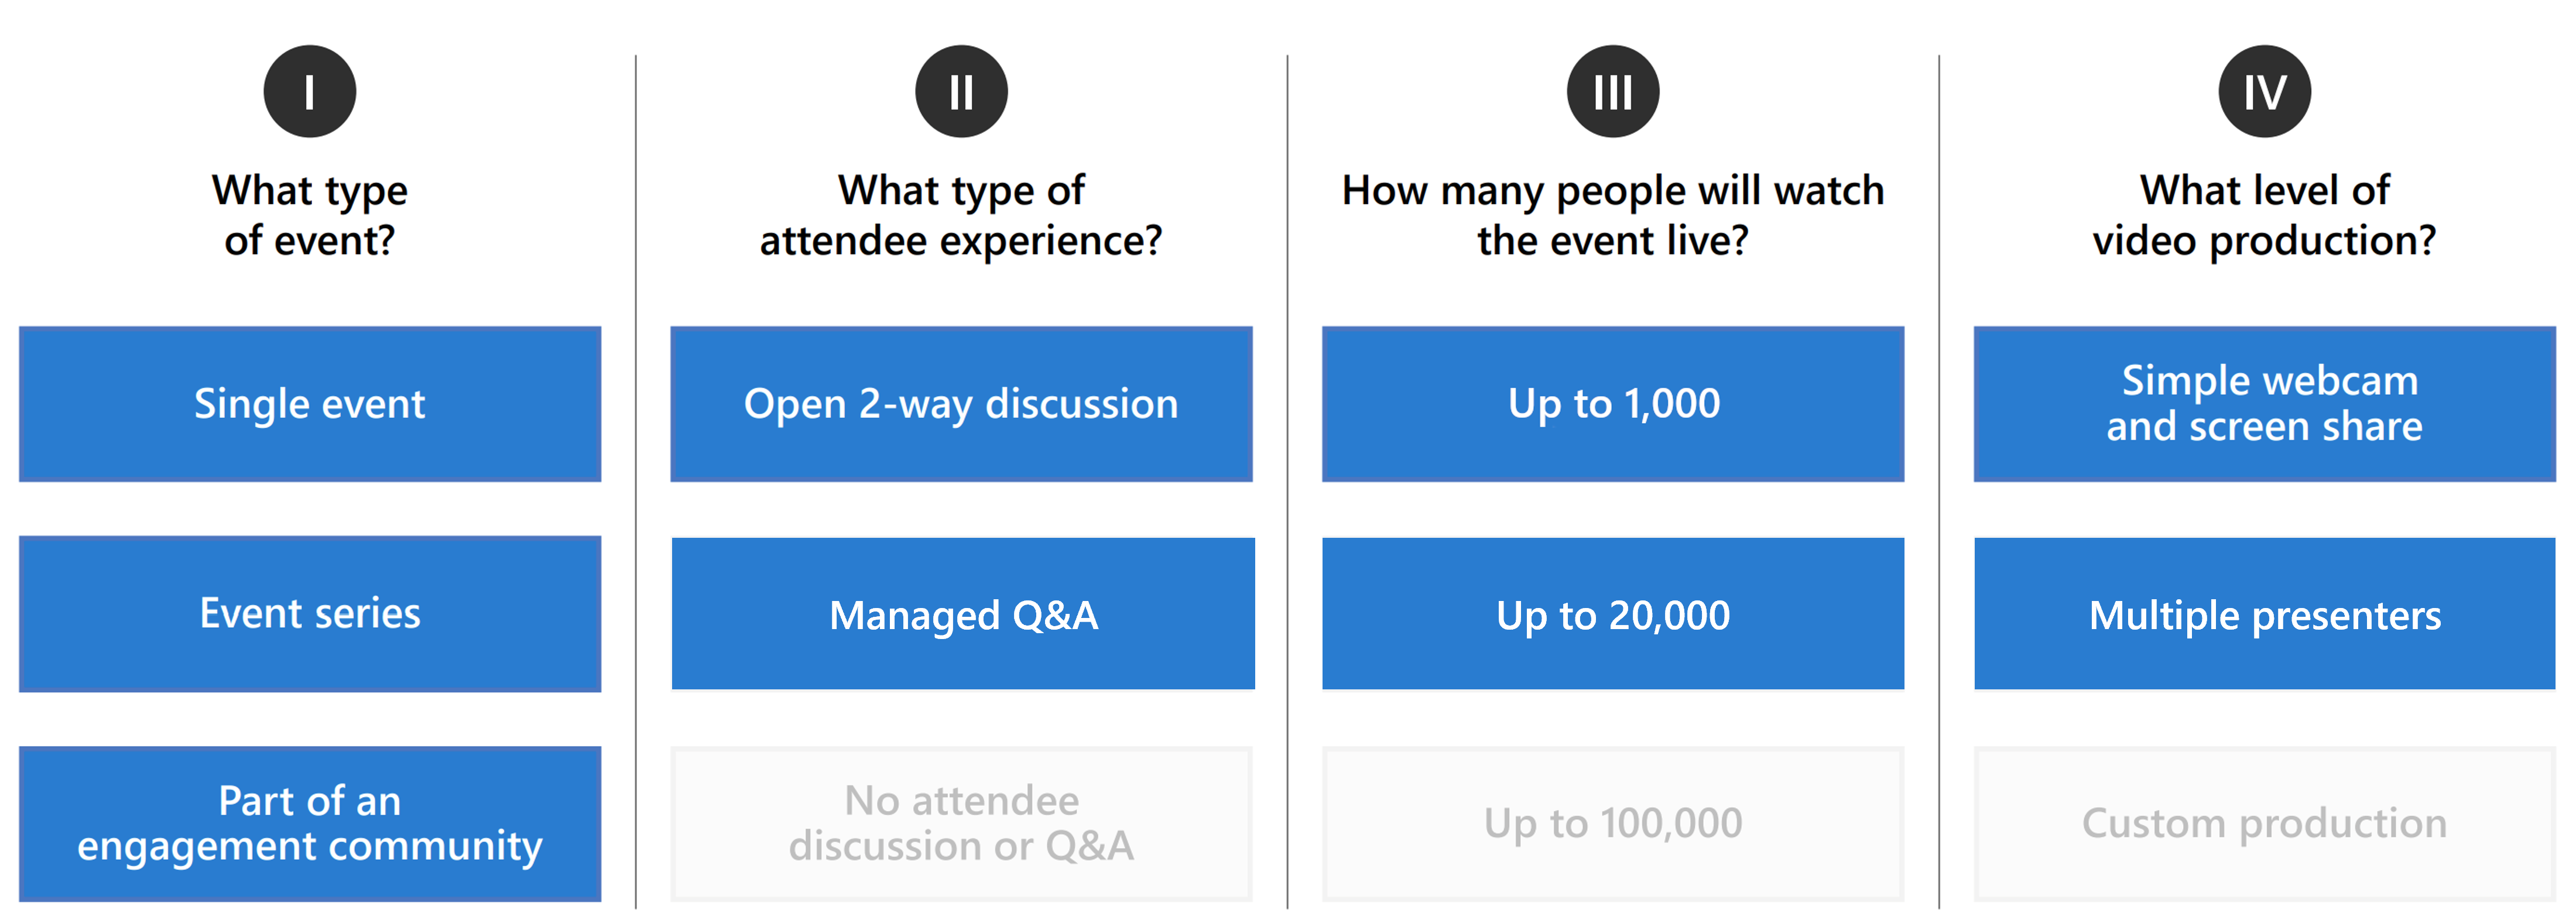 I
What type
of event?
Single event
Event series
Part of an
engagement community
II
What type of
attendee experience?
Open 2-way discussion
Managed Q&A
No attendee
discussion or Q&A
III
How many people will watch
the event live?
Up to 1,000
Up to 20,000
Up to 100,000
IV
What level of
video production?
Simple webcam
and screen share
Multiple presenters
Custom production